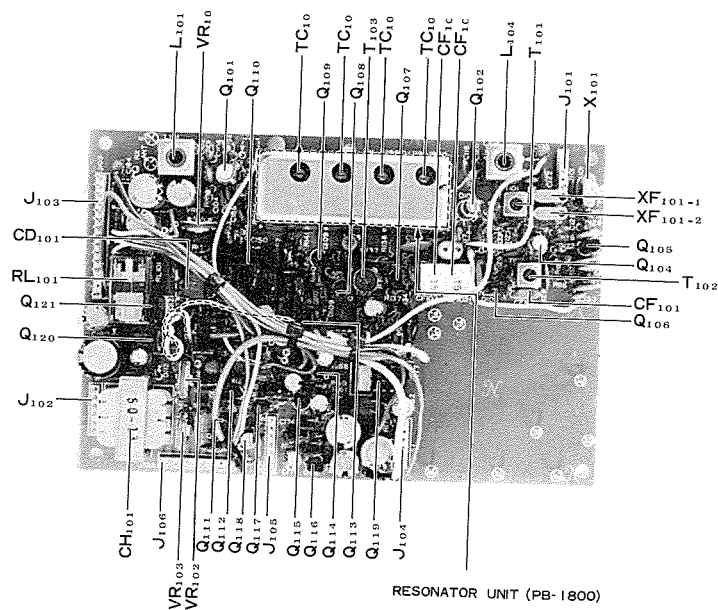 L101
VR10
Q101
Q110
TC10
Q109
TC10
Q108
T103
TC10
Q107
TC10
CF10
CF10
Q102
L104
T101
J101
X101
J103
CD101
RL101
Q121
Q120
J102
XF101-1
XF101-2
Q105
Q104
T102
CF101
Q106
CH101
J106
VR103
VR102
Q111
Q112
Q118
Q117
J105
Q115
Q116
Q114
Q113
Q119
J104
RESONATOR UNIT (PB-1800)